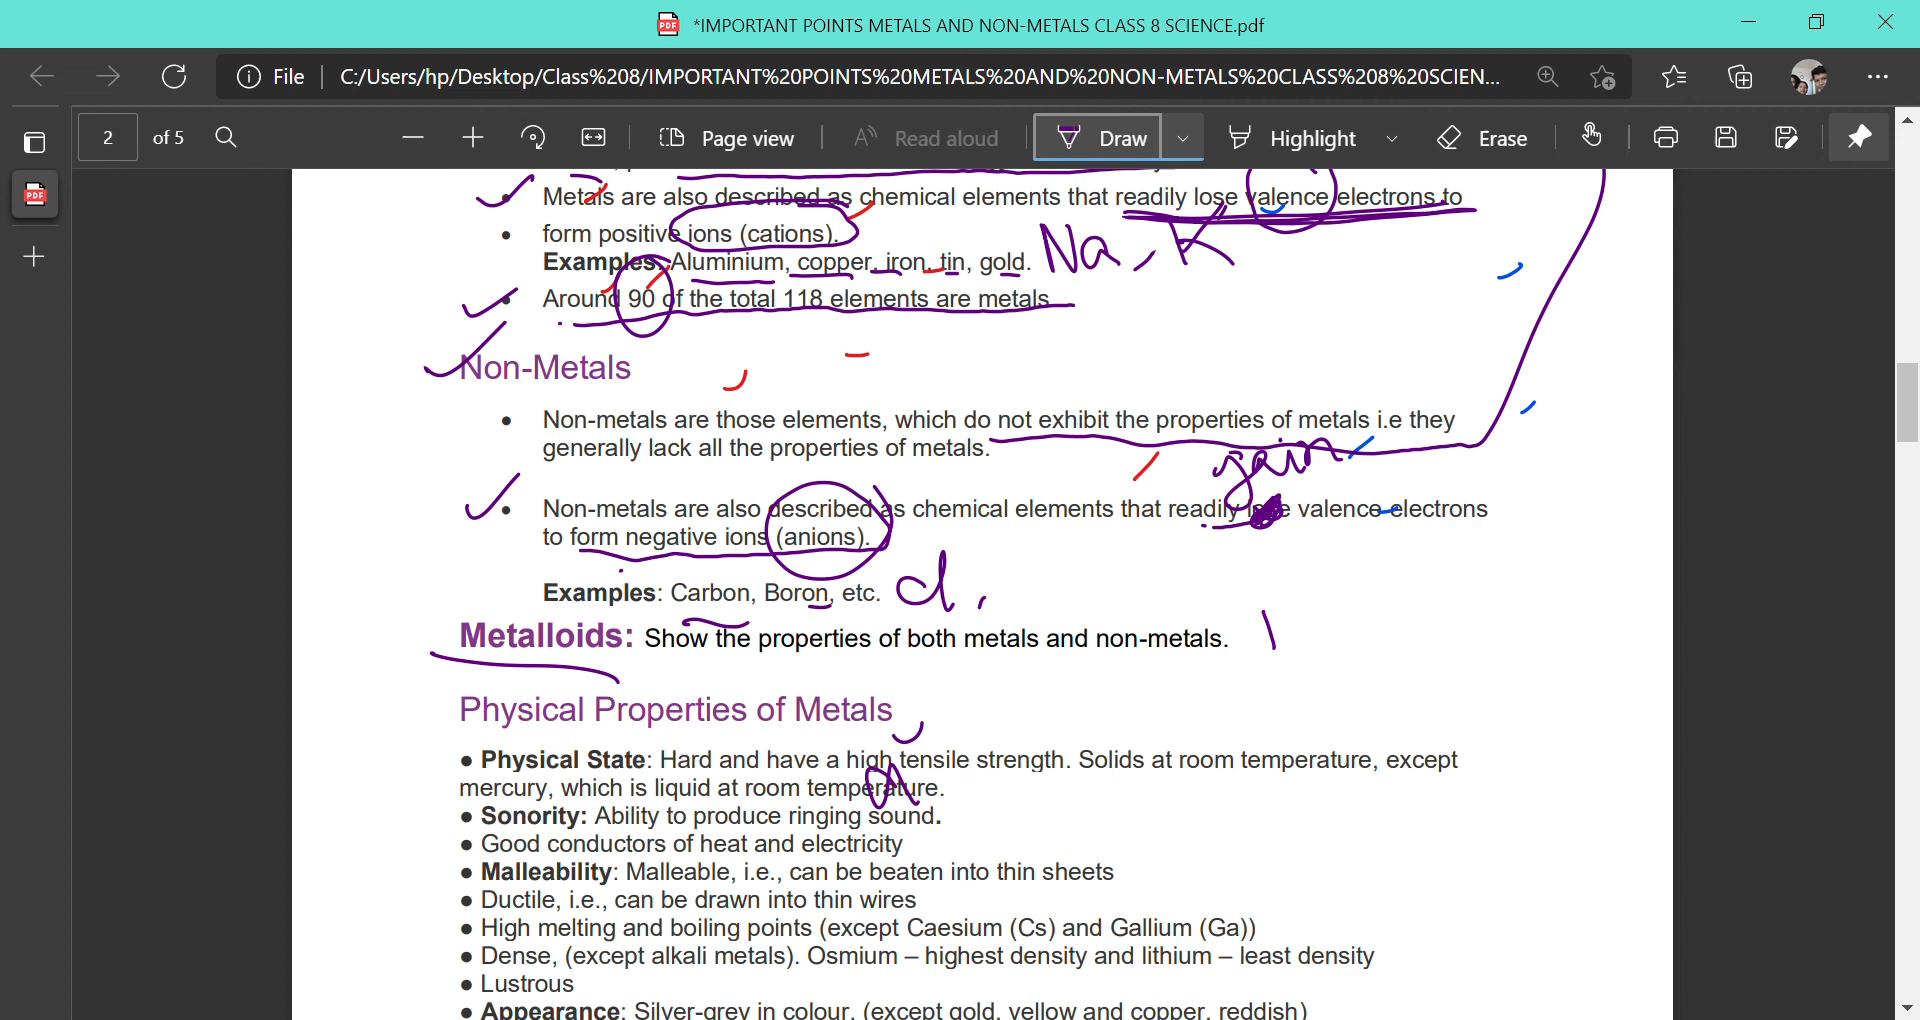 *IMPORTANT POINTS METALS AND NON-METALS CLASS 8 SCIENCE.pdf
File C:/Users/hp/Desktop/Class%208/IMPORTANT%20POINTS%20METALS%20AND%20NON-METALS%20CLASS%208%20SCIEN...
2 of 5 Page view Read aloud Draw Highlight Erase
Metals are also described as chemical elements that readily lose valence electrons to
form positive ions (cations).
Na, K
Examples: Aluminium, copper, iron, tin, gold.
Around 90 of the total 118 elements are metals
Non-Metals
Non-metals are those elements, which do not exhibit the properties of metals i.e they
generally lack all the properties of metals.
gain
Non-metals are also described as chemical elements that readily valence electrons
to form negative ions (anions).
Examples: Carbon, Boron, etc.
Metalloids: Show the properties of both metals and non-metals.
Physical Properties of Metals
● Physical State: Hard and have a high tensile strength. Solids at room temperature, except
mercury, which is liquid at room temperature.
● Sonority: Ability to produce ringing sound.
● Good conductors of heat and electricity
● Malleability: Malleable, i.e., can be beaten into thin sheets
● Ductile, i.e., can be drawn into thin wires
● High melting and boiling points (except Caesium (Cs) and Gallium (Ga))
● Dense, (except alkali metals). Osmium – highest density and lithium – least density
● Lustrous
● Appearance: Silver-grey in colour, (except gold, yellow and copper, reddish)